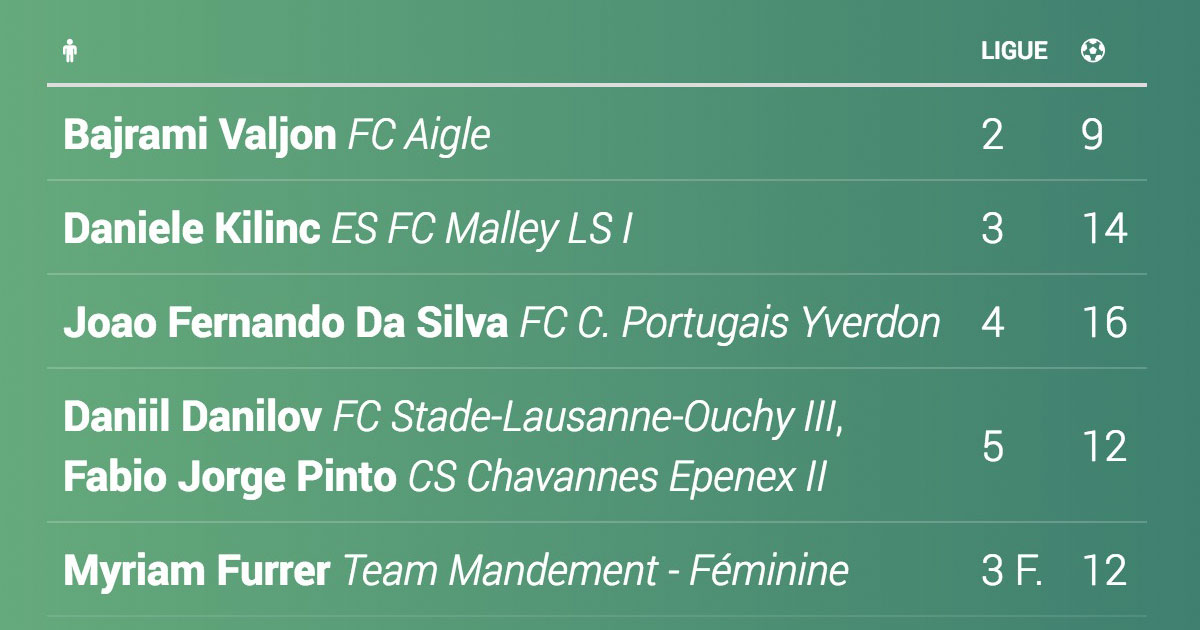 LIGUE
Bajrami Valjon FC Aigle 2 9
Daniele Kilinc ES FC Malley LS I 3 14
Joao Fernando Da Silva FC C. Portugais Yverdon 4 16
Daniil Danilov FC Stade-Lausanne-Ouchy III,
Fabio Jorge Pinto CS Chavannes Epenex II 5 12
Myriam Furrer Team Mandement - Féminine 3 F. 12